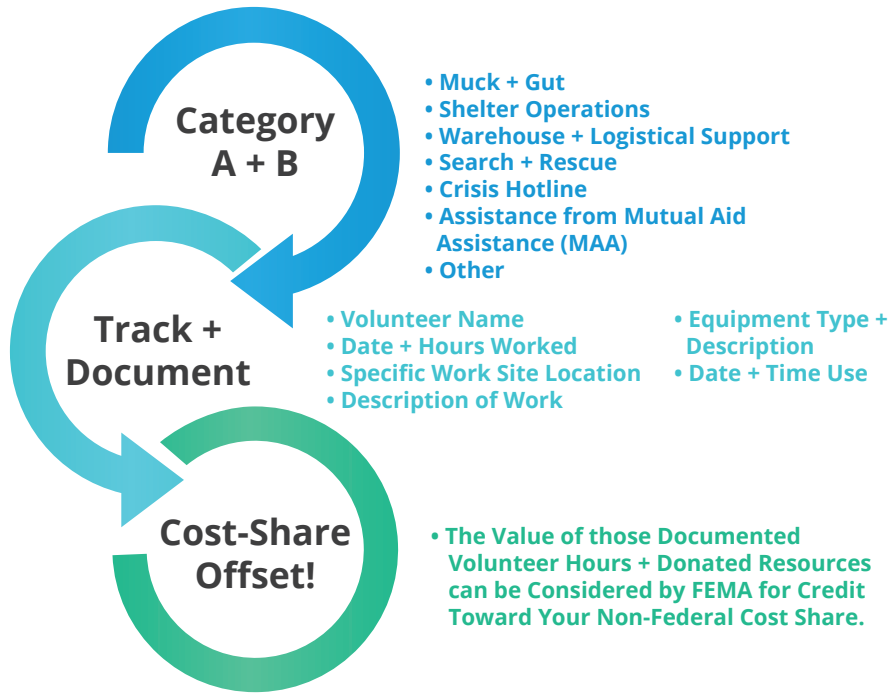 Category
A + B
• Muck + Gut
• Shelter Operations
• Warehouse + Logistical Support
• Search + Rescue
• Crisis Hotline
• Assistance from Mutual Aid
Assistance (MAA)
• Other
Track +
Document
• Volunteer Name
• Date + Hours Worked
• Specific Work Site Location
• Description of Work
• Equipment Type +
Description
• Date + Time Use
Cost-Share
Offset!
• The Value of those Documented
Volunteer Hours + Donated Resources
can be Considered by FEMA for Credit
Toward Your Non-Federal Cost Share.